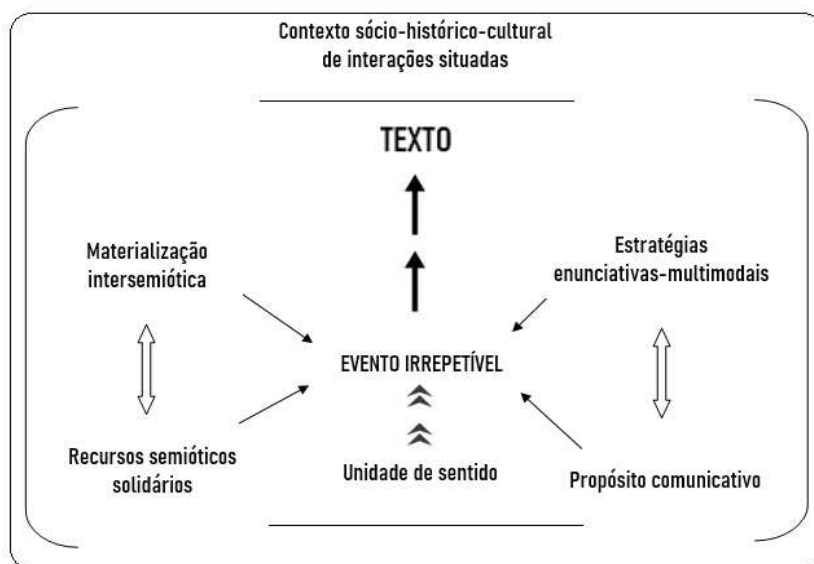 Contexto sócio-histórico-cultural
de interações situadas
TEXTO
Materialização
intersemiótica
Estratégias
enunciativas-multimodais
EVENTO IRREPETÍVEL
Recursos semióticos
solidários
Unidade de sentido
Propósito comunicativo